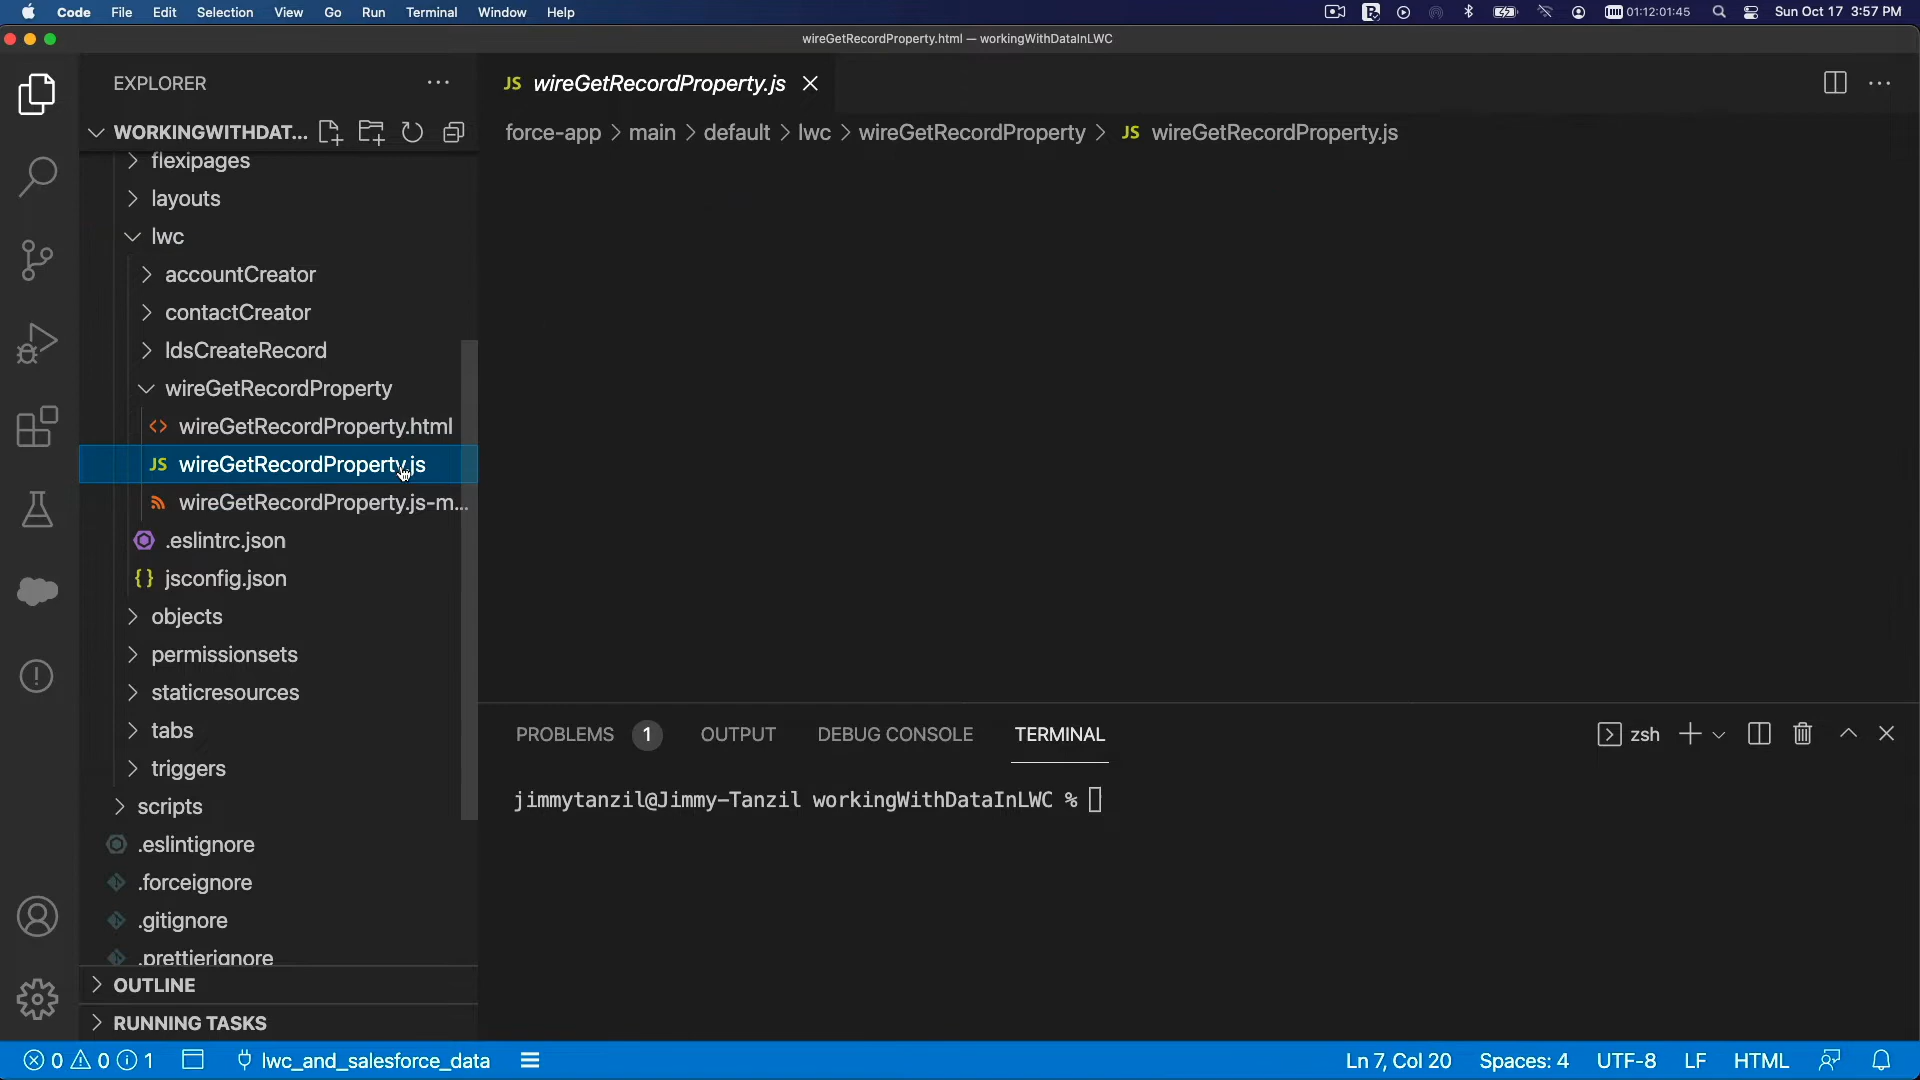 Code File Edit Selection View Go Run Terminal Window Help 01:12:01:45 Sun Oct 17 3:57 PM
wireGetRecordProperty.html — workingWithDataInLWC
EXPLORER
JS wireGetRecordProperty.js
WORKINGWITHDAT...
force-app > main > default > lwc > wireGetRecordProperty > JS wireGetRecordProperty.js
flexipages
layouts
lwc
accountCreator
contactCreator
ldsCreateRecord
wireGetRecordProperty
<> wireGetRecordProperty.html
JS wireGetRecordProperty.js
wireGetRecordProperty.js-m...
.eslintrc.json
{} jsconfig.json
objects
permissionsets
staticresources
tabs
triggers
scripts
.eslintignore
.forceignore
.gitignore
.prettierignore
OUTLINE
RUNNING TASKS
PROBLEMS 1 OUTPUT DEBUG CONSOLE TERMINAL zsh
jimmytanzil@Jimmy-Tanzil workingWithDataInLWC %
0 0 1 lwc_and_salesforce_data Ln 7, Col 20 Spaces: 4 UTF-8 LF HTML